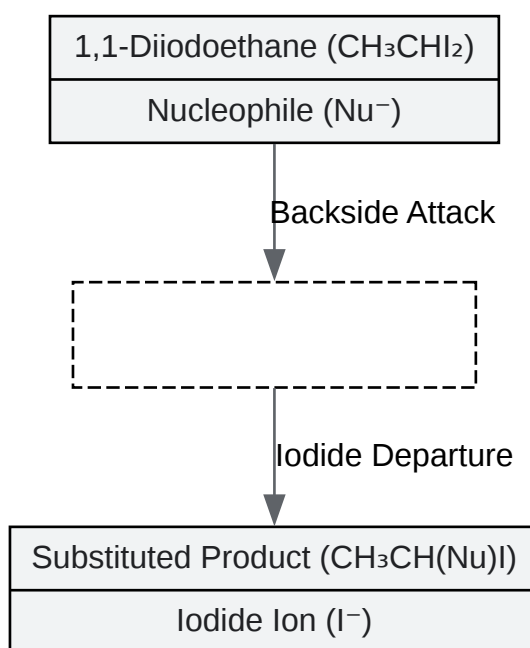 1,1-Diiodoethane (CH₃CHI₂)
Nucleophile (Nu⁻)
Backside Attack
Iodide Departure
Substituted Product (CH₃CH(Nu)I)
Iodide Ion (I⁻)